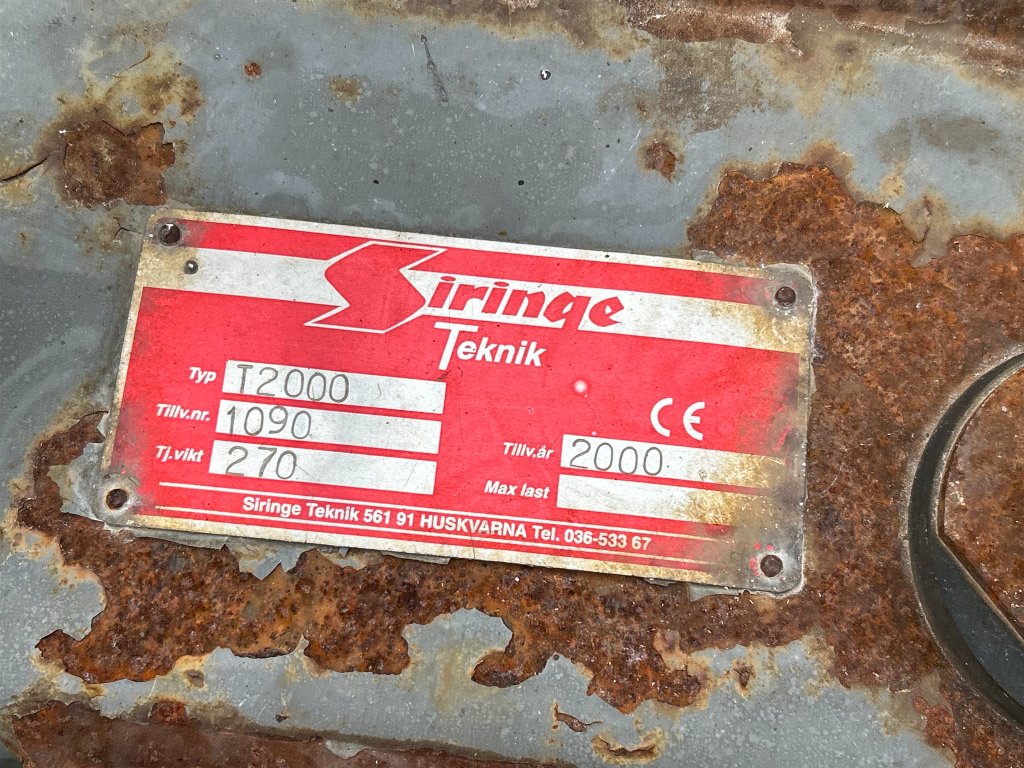 Siringe
Teknik
Typ T2000
Tillv.nr. 1090
Tj.vikt 270
CE
Tillv.år 2000
Max last
Siringe Teknik 561 91 HUSKVARNA Tel. 036-533 67